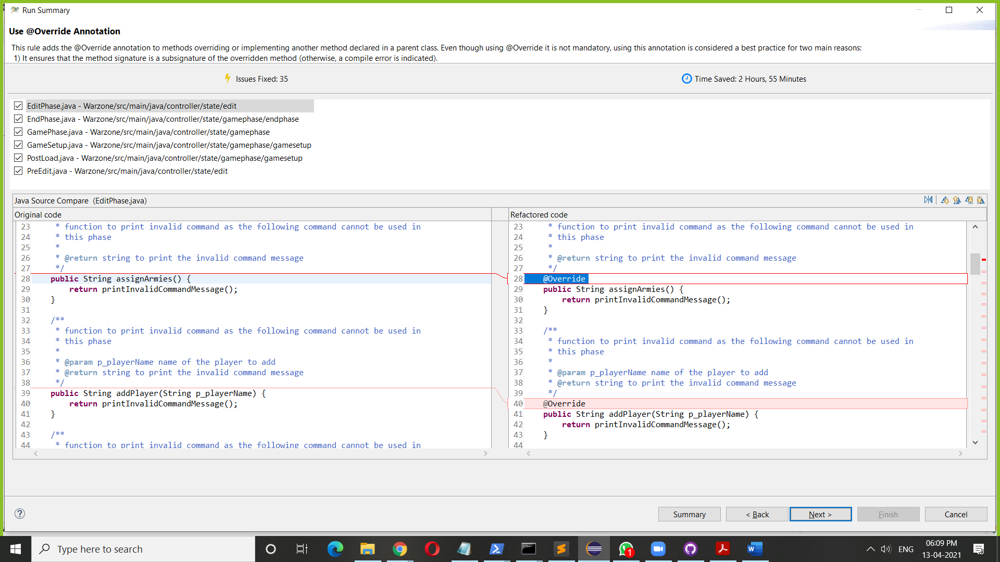 Run Summary
Use @Override Annotation
This rule adds the @Override annotation to methods overriding or implementing another method declared in a parent class. Even though using @Override it is not mandatory, using this annotation is considered a best practice for two main reasons:
1) It ensures that the method signature is a subsignature of the overridden method (otherwise, a compile error is indicated).
Issues Fixed: 35
Time Saved: 2 Hours, 55 Minutes
EditPhase.java - Warzone/src/main/java/controller/state/edit
EndPhase.java - Warzone/src/main/java/controller/state/gamephase/endphase
GamePhase.java - Warzone/src/main/java/controller/state/gamephase
GameSetup.java - Warzone/src/main/java/controller/state/gamephase/gamesetup
PostLoad.java - Warzone/src/main/java/controller/state/gamephase/gamesetup
PreEdit.java - Warzone/src/main/java/controller/state/edit
Java Source Compare (EditPhase.java)
Original code
23 * function to print invalid command as the following command cannot be used in
24 * this phase
25 *
26 * @return string to print the invalid command message
27 */
28 public String assignArmies() {
29 return printInvalidCommandMessage();
30 }
31
32 /**
33 * function to print invalid command as the following command cannot be used in
34 * this phase
35 *
36 * @param p_playerName name of the player to add
37 * @return string to print the invalid command message
38 */
39 public String addPlayer(String p_playerName) {
40 return printInvalidCommandMessage();
41 }
42
43 /**
44 * function to print invalid command as the following command cannot be used in
Refactored code
23 * function to print invalid command as the following command cannot be used in
24 * this phase
25 *
26 * @return string to print the invalid command message
27 */
28 @Override
29 public String assignArmies() {
30 return printInvalidCommandMessage();
31 }
32
33 /**
34 * function to print invalid command as the following command cannot be used in
35 * this phase
36 *
37 * @param p_playerName name of the player to add
38 * @return string to print the invalid command message
39 */
40 @Override
41 public String addPlayer(String p_playerName) {
42 return printInvalidCommandMessage();
43 }
44
Summary
< Back
Next >
Finish
Cancel
Type here to search
1
ENG
06:09 PM
13-04-2021